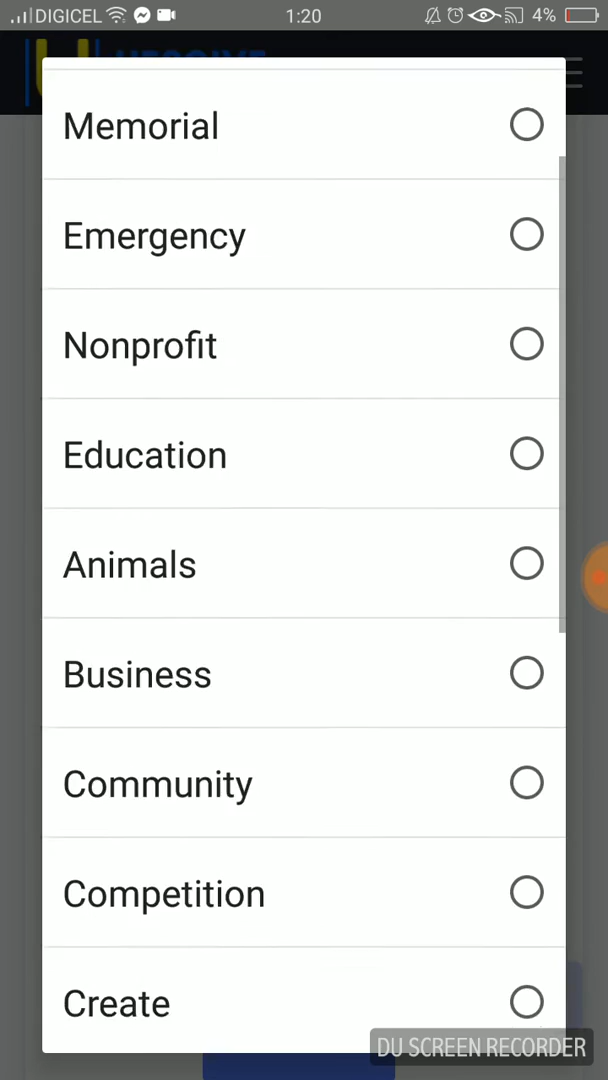 DIGICEL
1:20
4%
Memorial
Emergency
Nonprofit
Education
Animals
Business
Community
Competition
Create
DU SCREEN RECORDER